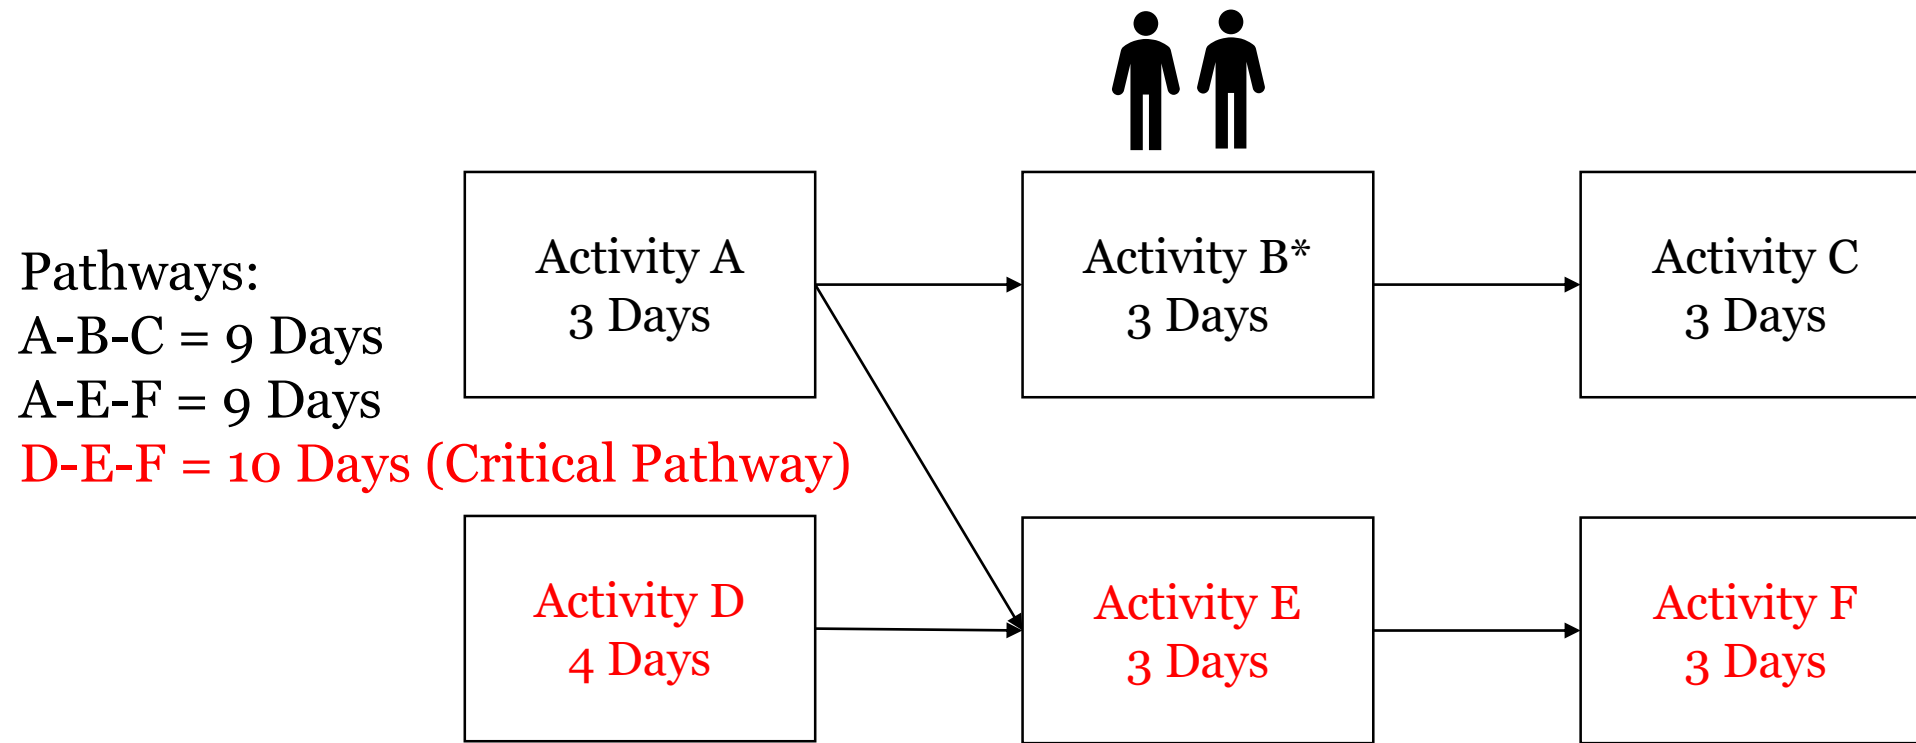 Pathways:
A-B-C = 9 Days
A-E-F = 9 Days
D-E-F = 10 Days (Critical Pathway)
Activity A
3 Days
Activity B*
3 Days
Activity C
3 Days
Activity D
4 Days
Activity E
3 Days
Activity F
3 Days